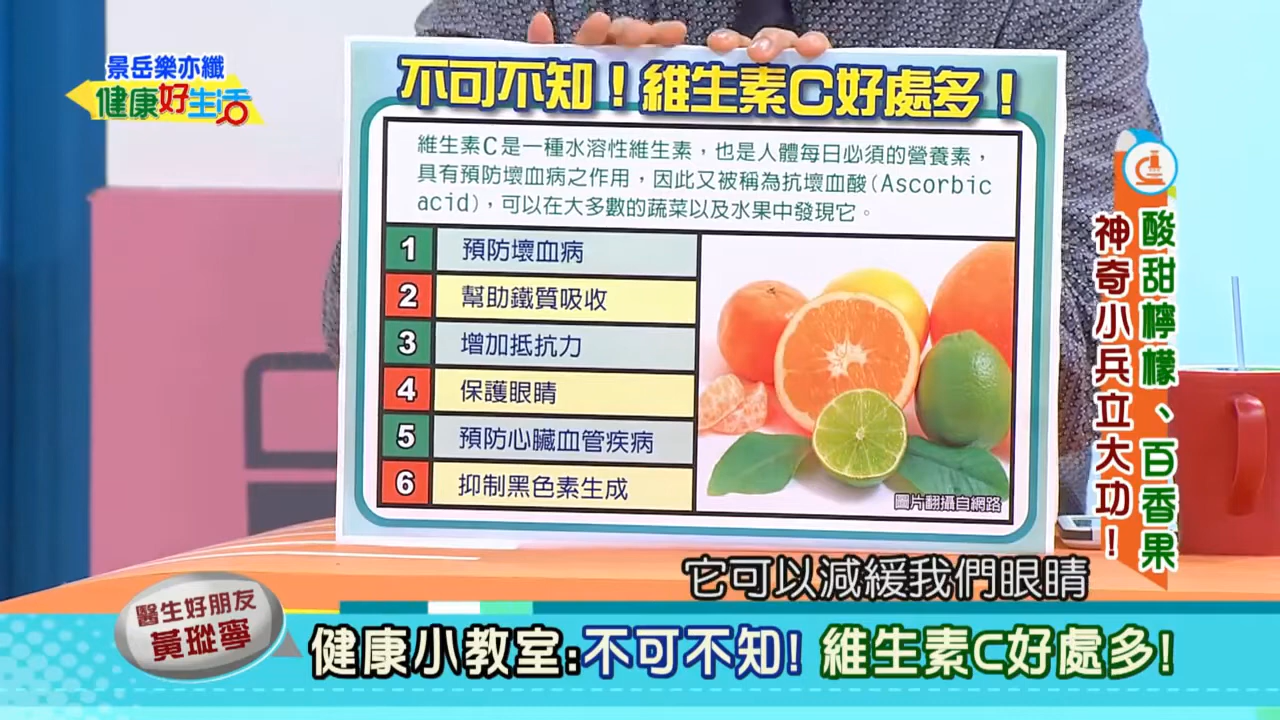 景岳樂亦纖
健康好生活
不可不知！維生素C好處多！
維生素C是一種水溶性維生素，也是人體每日必須的營養素，
具有預防壞血病之作用，因此又被稱為抗壞血酸(Ascorbic
acid)，可以在大多數的蔬菜以及水果中發現它。
1 預防壞血病
2 幫助鐵質吸收
3 增加抵抗力
4 保護眼睛
5 預防心臟血管疾病
6 抑制黑色素生成
圖片翻攝自網路
酸甜檸檬、百香果
神奇小兵立大功！
它可以減緩我們眼睛
醫生好朋友
黃瑽寧
健康小教室:不可不知! 維生素C好處多!